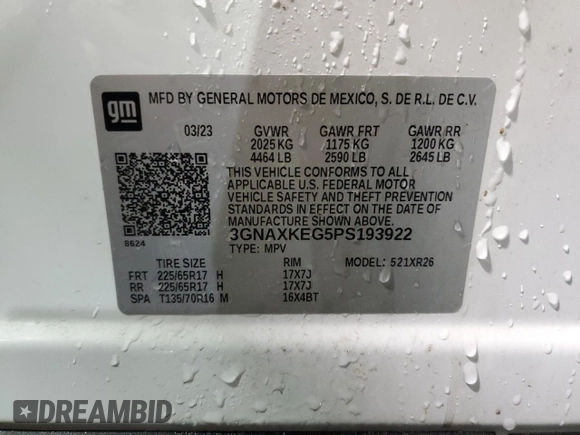 gm
MFD BY GENERAL MOTORS DE MEXICO, S. DE R.L. DE C.V.
03/23 GVWR GAWR FRT GAWR RR
2025 KG 1175 KG 1200 KG
4464 LB 2590 LB 2645 LB
THIS VEHICLE CONFORMS TO ALL
APPLICABLE U.S. FEDERAL MOTOR
VEHICLE SAFETY AND THEFT PREVENTION
STANDARDS IN EFFECT ON THE DATE OF
MANUFACTURE SHOWN ABOVE.
8624
3GNAXKEG5PS193922
TYPE: MPV
TIRE SIZE RIM MODEL: 521XR26
FRT 225/65R17 H 17X7J
RR 225/65R17 H 17X7J
SPA T135/70R16 M 16X4BT
DREAMBID